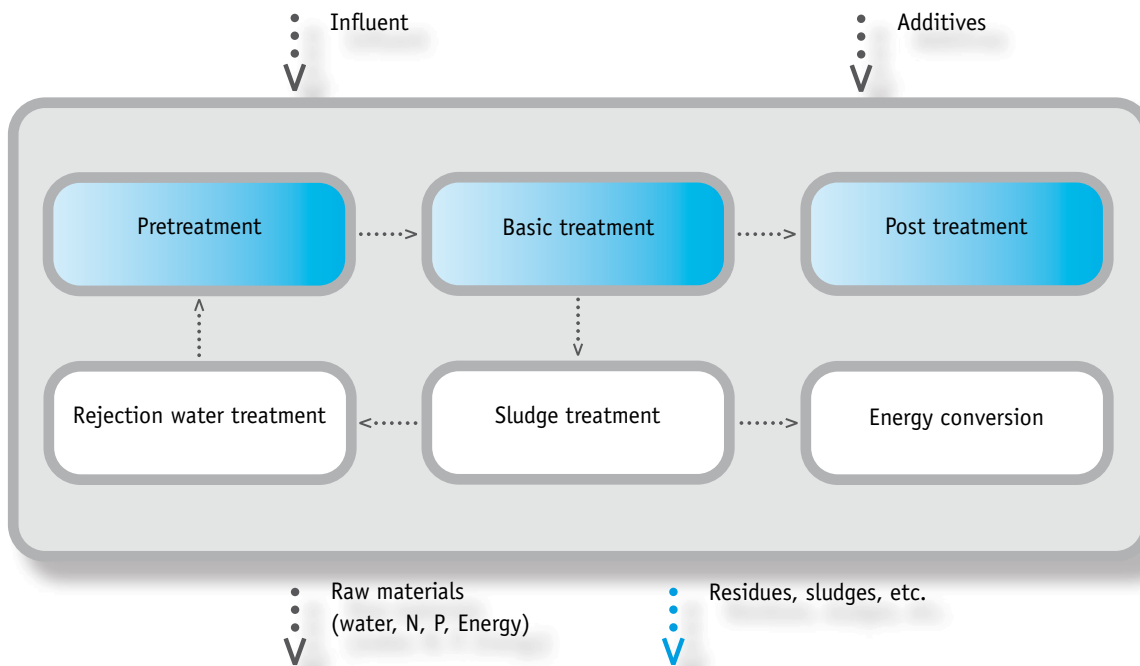 Influent
Additives
Pretreatment
Basic treatment
Post treatment
Rejection water treatment
Sludge treatment
Energy conversion
Raw materials
(water, N, P, Energy)
Residues, sludges, etc.